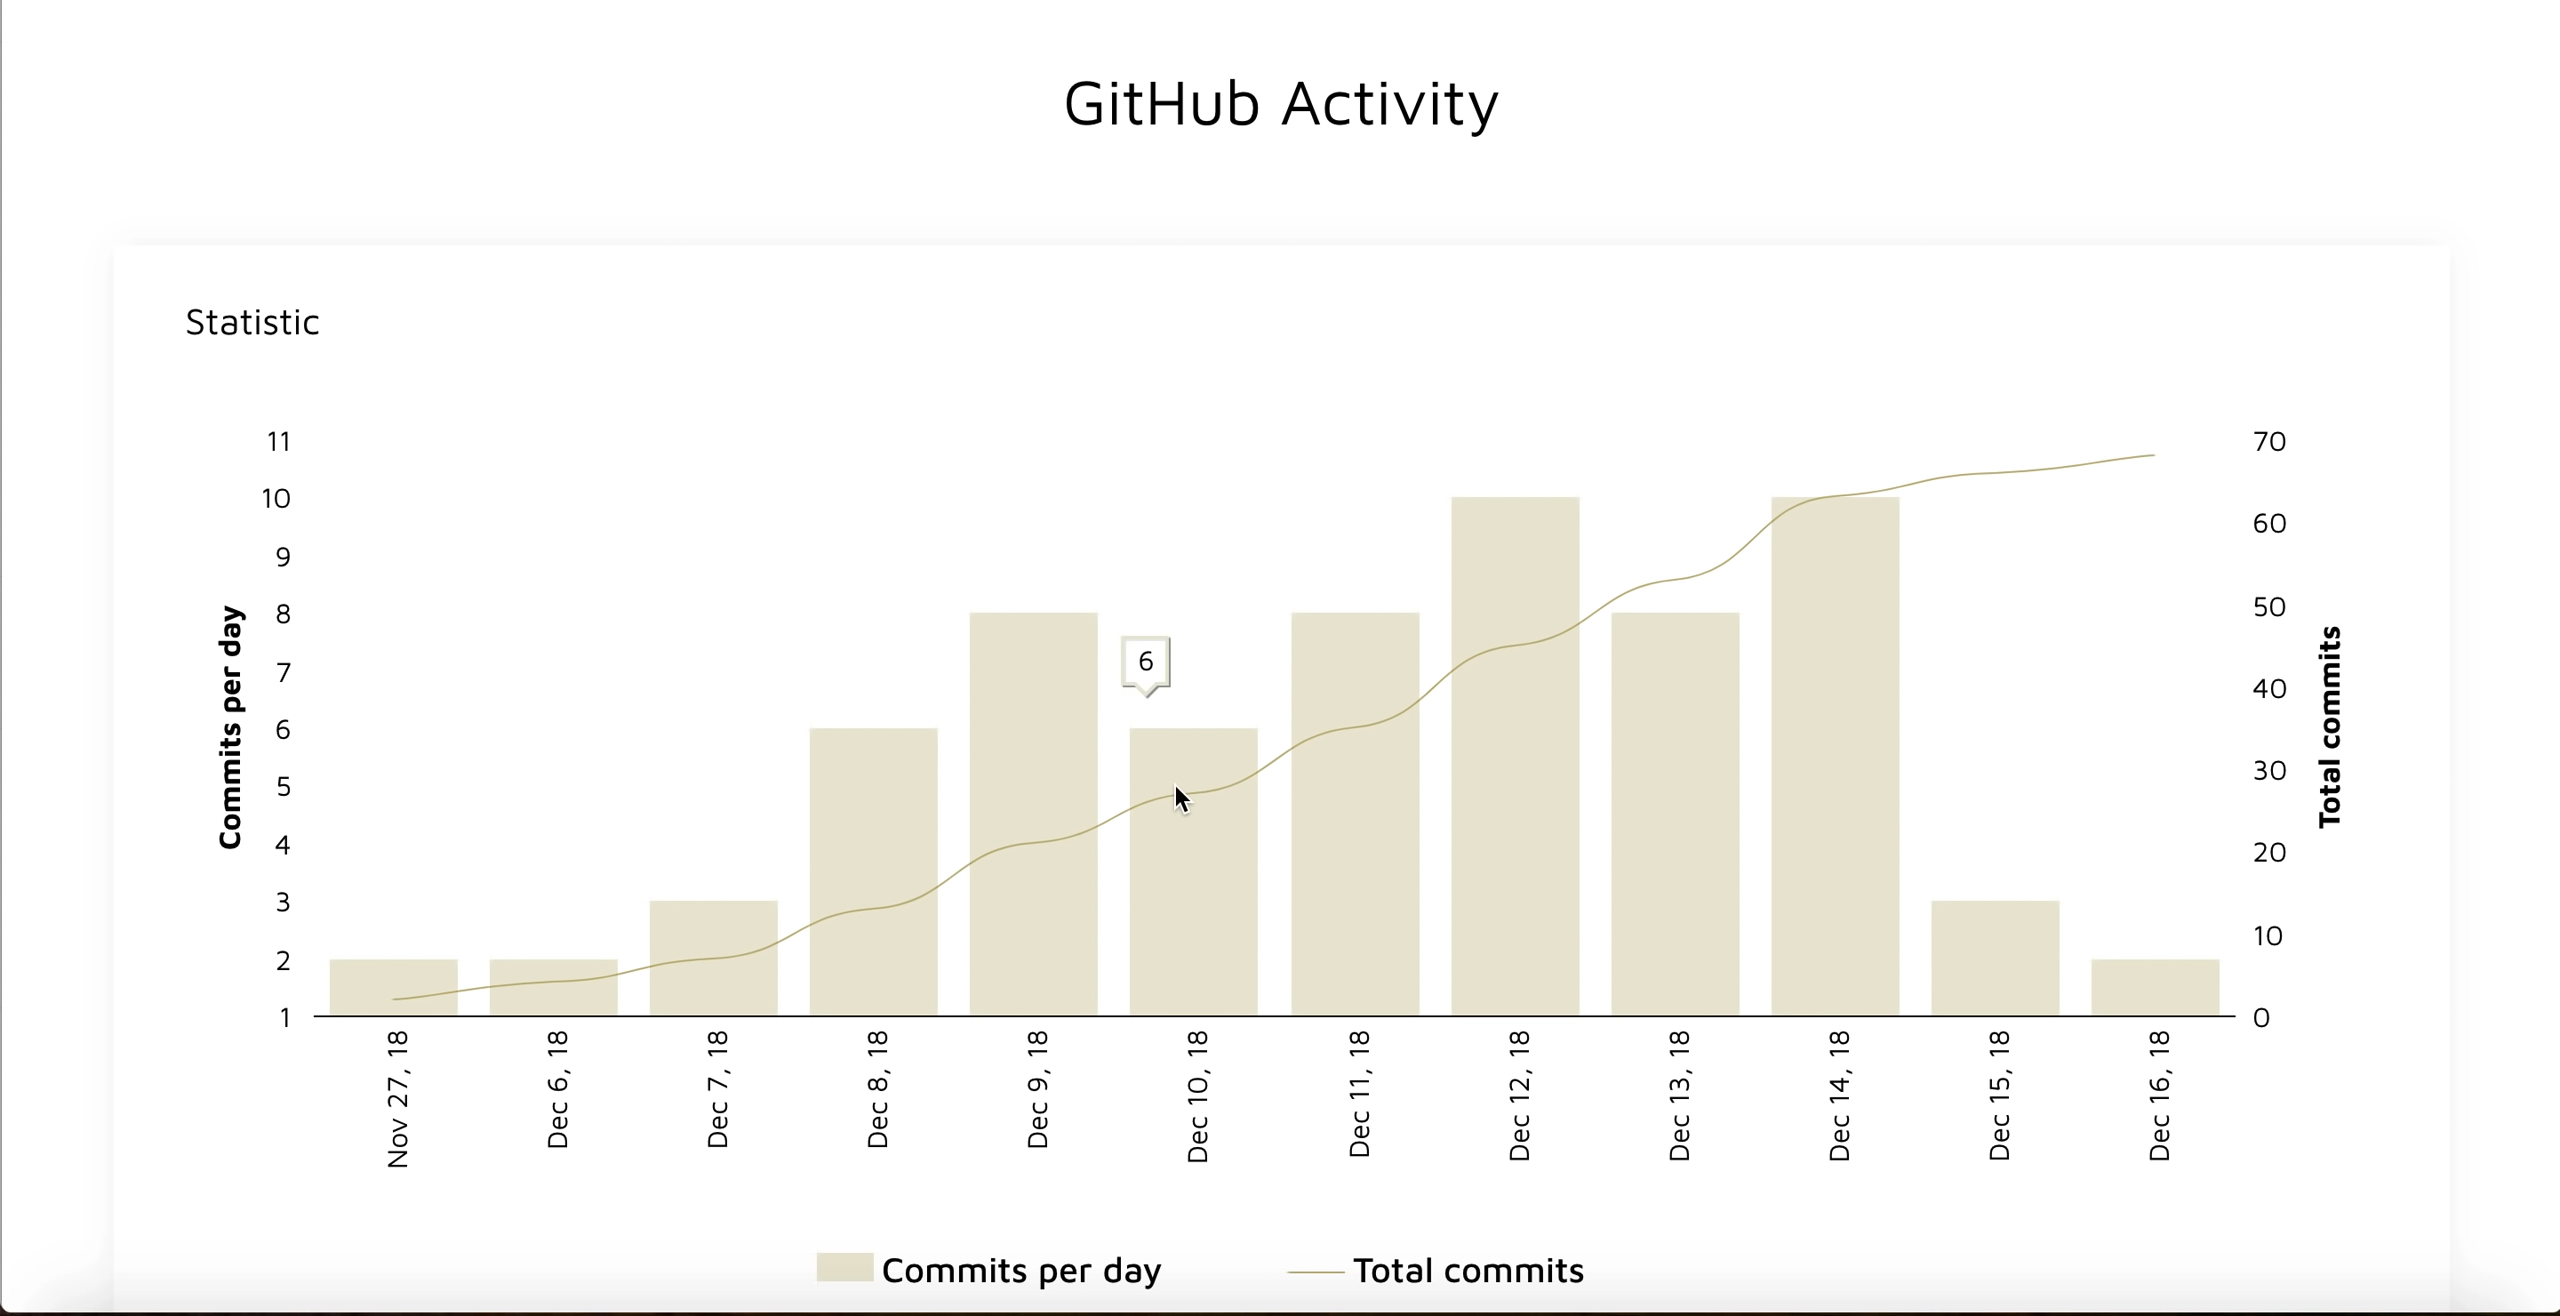 GitHub Activity
Statistic
Commits per day
11
10
9
8
7
6
5
4
3
2
1
6
70
60
50
40
30
20
10
0
Total commits
Nov 27, 18
Dec 6, 18
Dec 7, 18
Dec 8, 18
Dec 9, 18
Dec 10, 18
Dec 11, 18
Dec 12, 18
Dec 13, 18
Dec 14, 18
Dec 15, 18
Dec 16, 18
Commits per day
Total commits